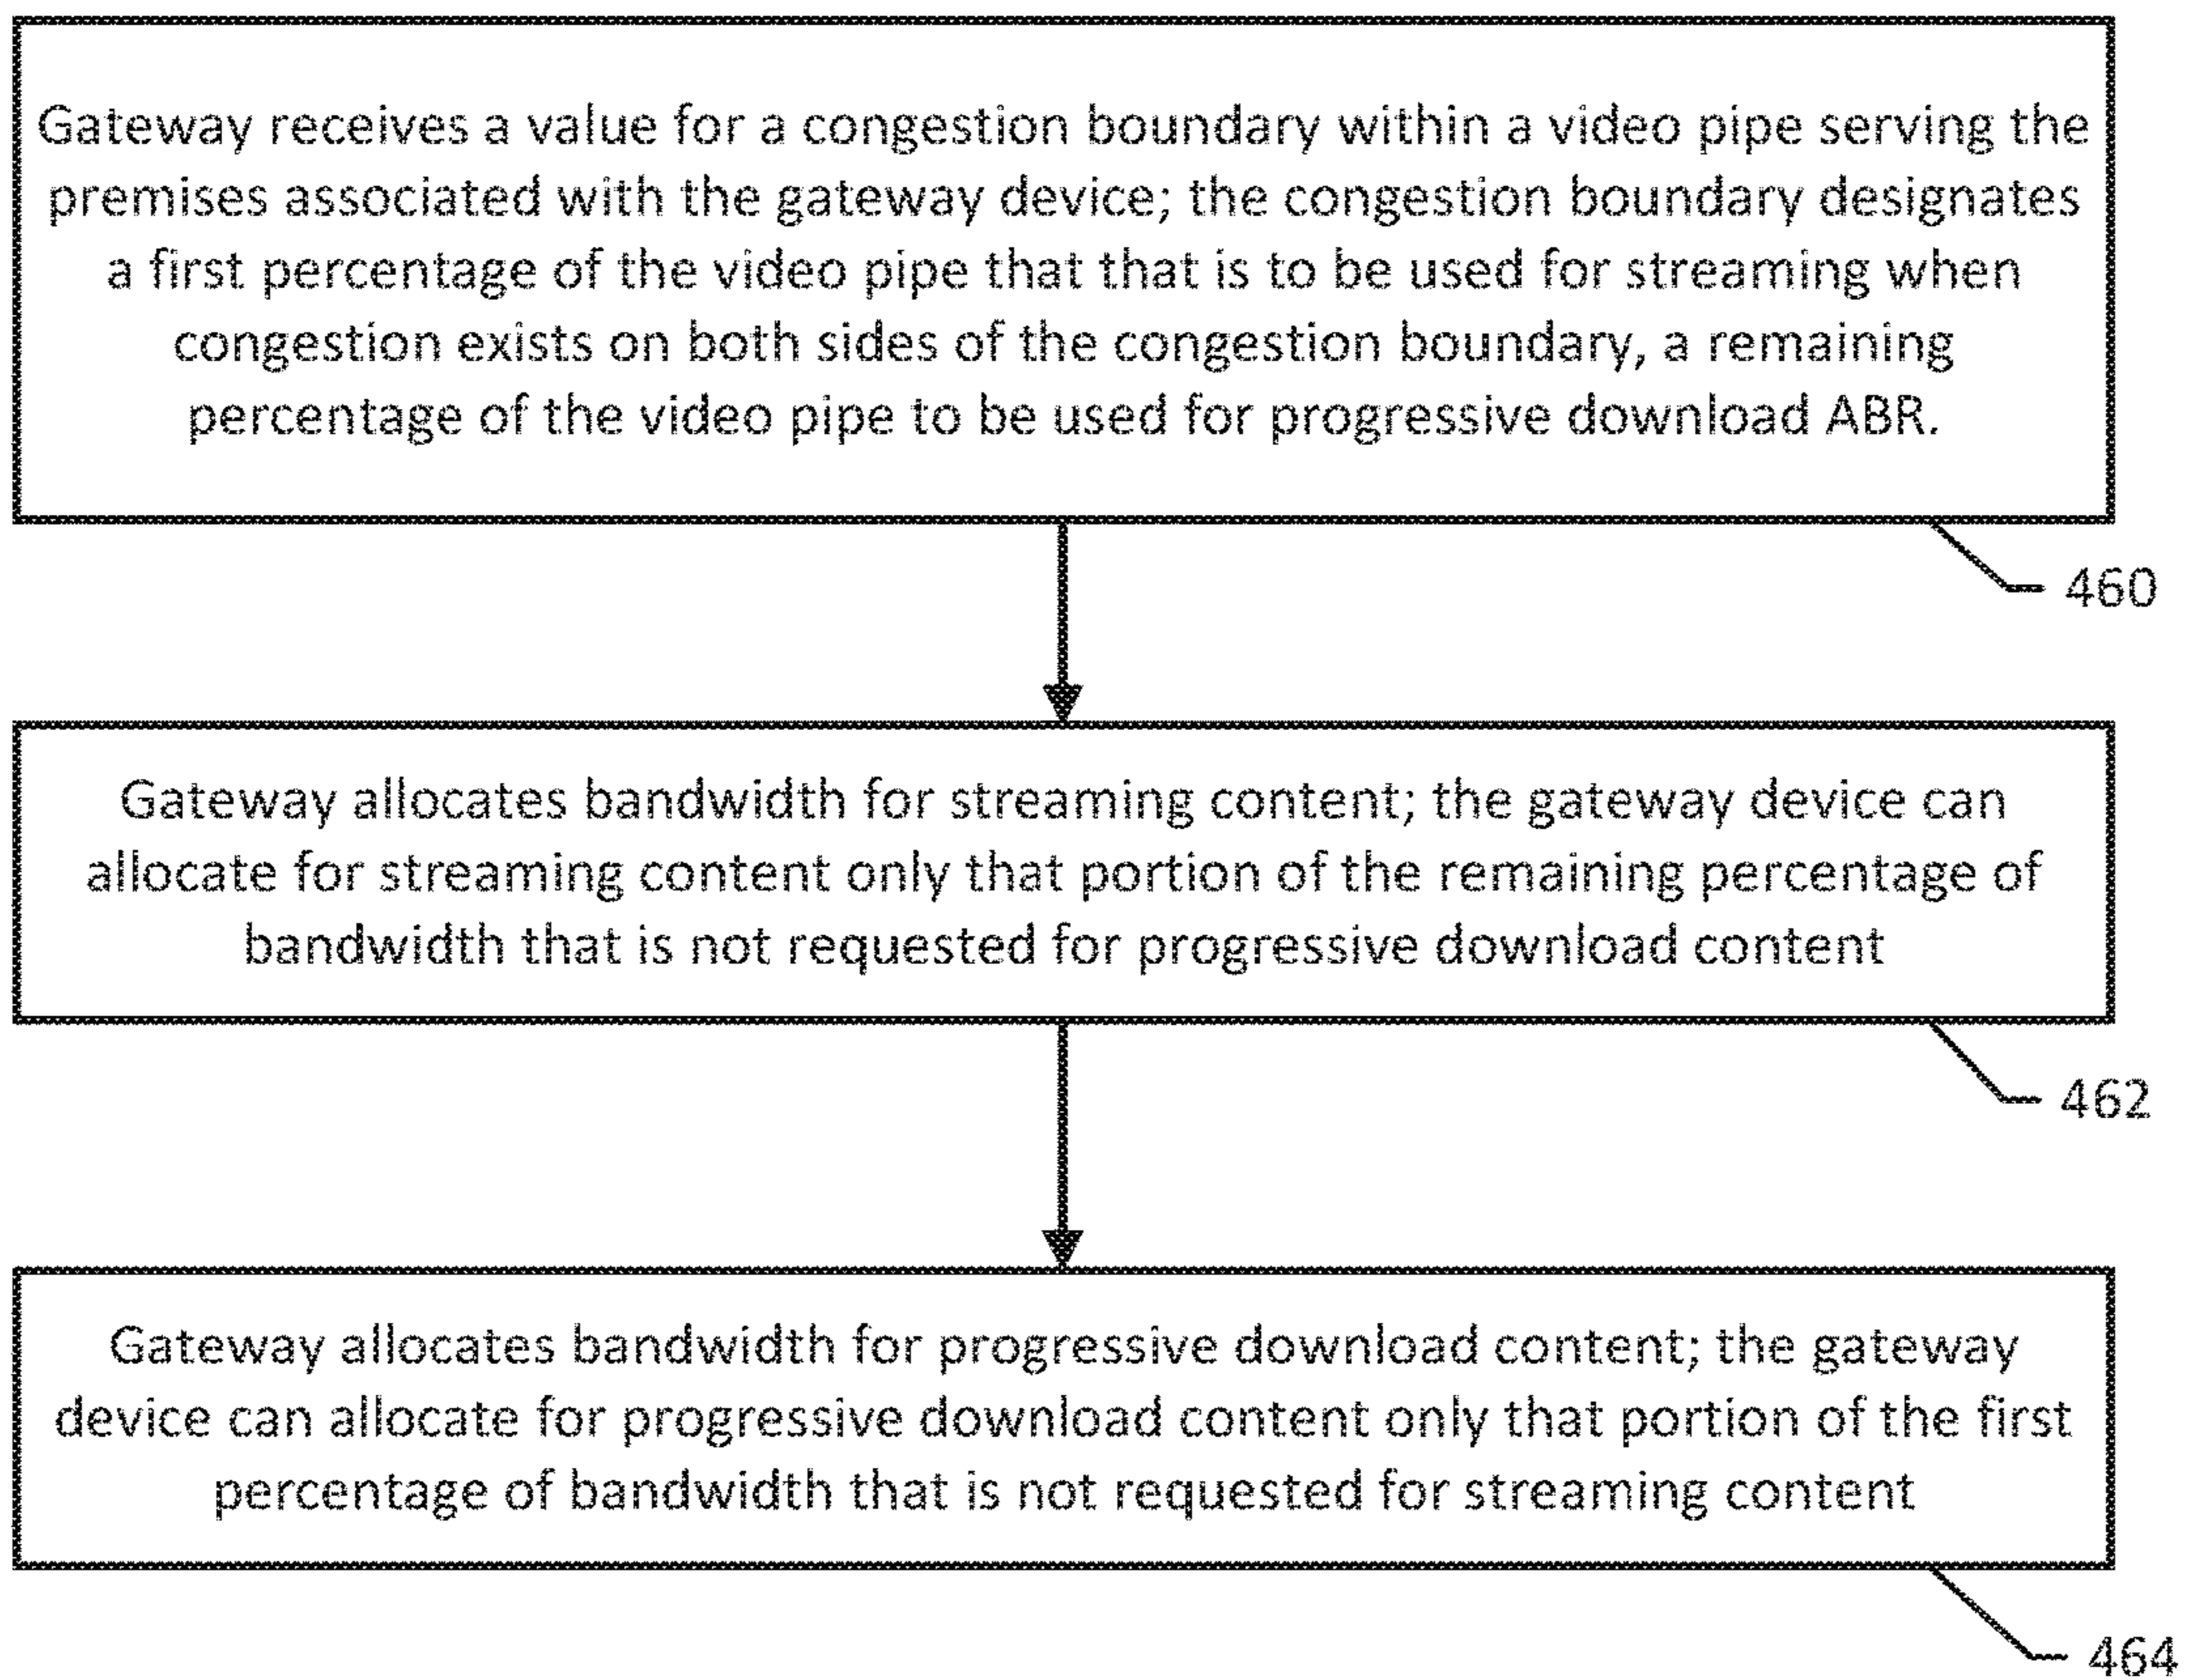 Gateway receives a value for a congestion boundary within a video pipe serving the
premises associated with the gateway device; the congestion boundary designates
a first percentage of the video pipe that that is to be used for streaming when
congestion exists on both sides of the congestion boundary, a remaining
percentage of the video pipe to be used for progressive download ABR.
460
Gateway allocates bandwidth for streaming content; the gateway device can
allocate for streaming content only that portion of the remaining percentage of
bandwidth that is not requested for progressive download content
462
Gateway allocates bandwidth for progressive download content; the gateway
device can allocate for progressive download content only that portion of the first
percentage of bandwidth that is not requested for streaming content
464